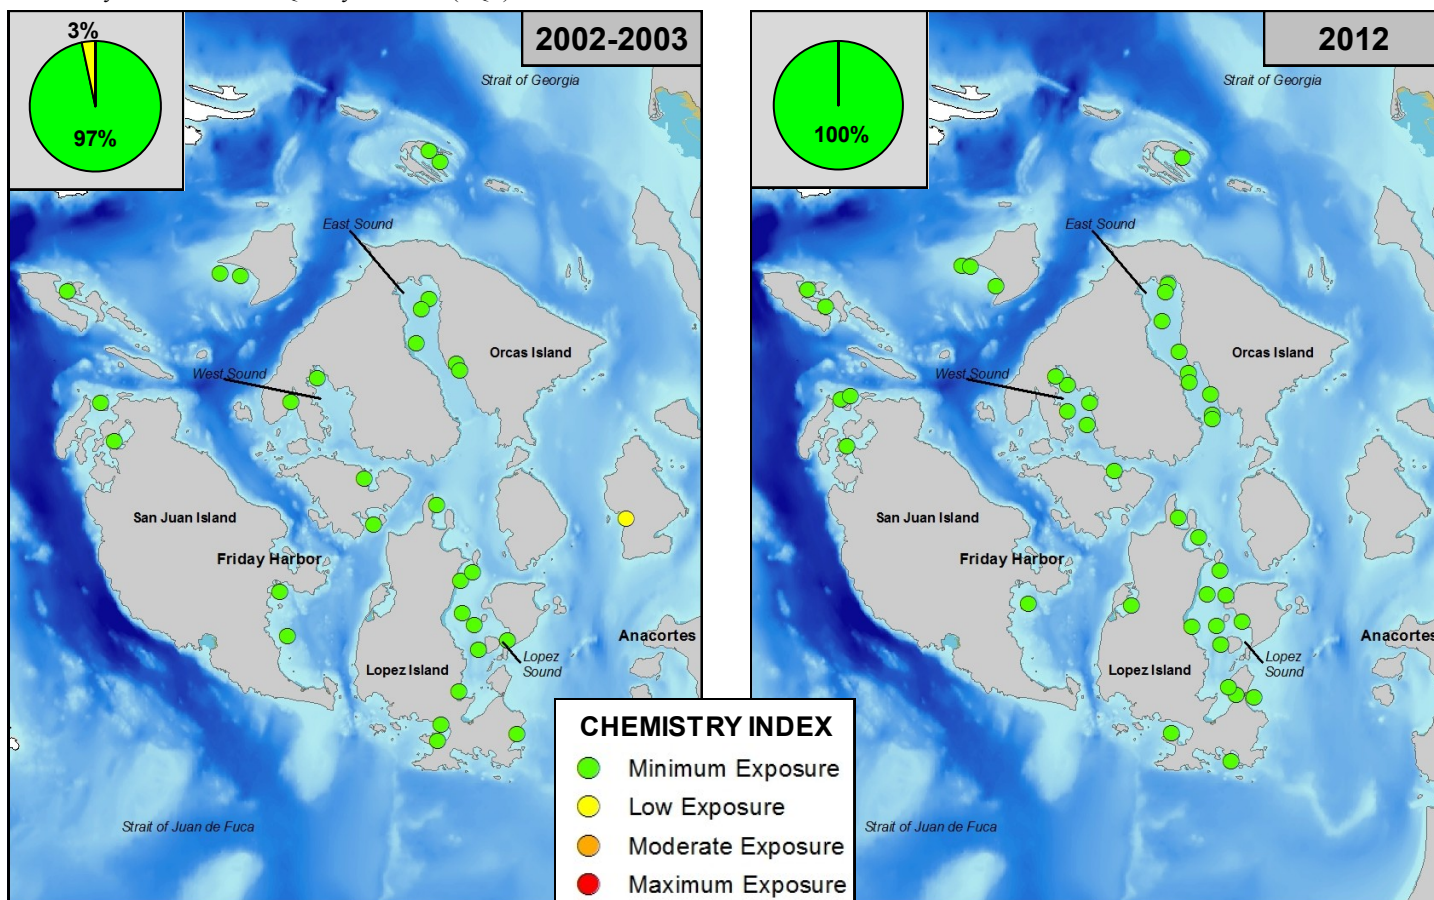 3%
97%
2002-2003
Strait of Georgia
East Sound
Orcas Island
West Sound
San Juan Island
Friday Harbor
Anacortes
Lopez Island
Lopez
Sound
Strait of Juan de Fuca
100%
2012
Strait of Georgia
East Sound
Orcas Island
West Sound
San Juan Island
Friday Harbor
Anacortes
Lopez Island
Lopez
Sound
Strait of Juan de Fuca
CHEMISTRY INDEX
Minimum Exposure
Low Exposure
Moderate Exposure
Maximum Exposure